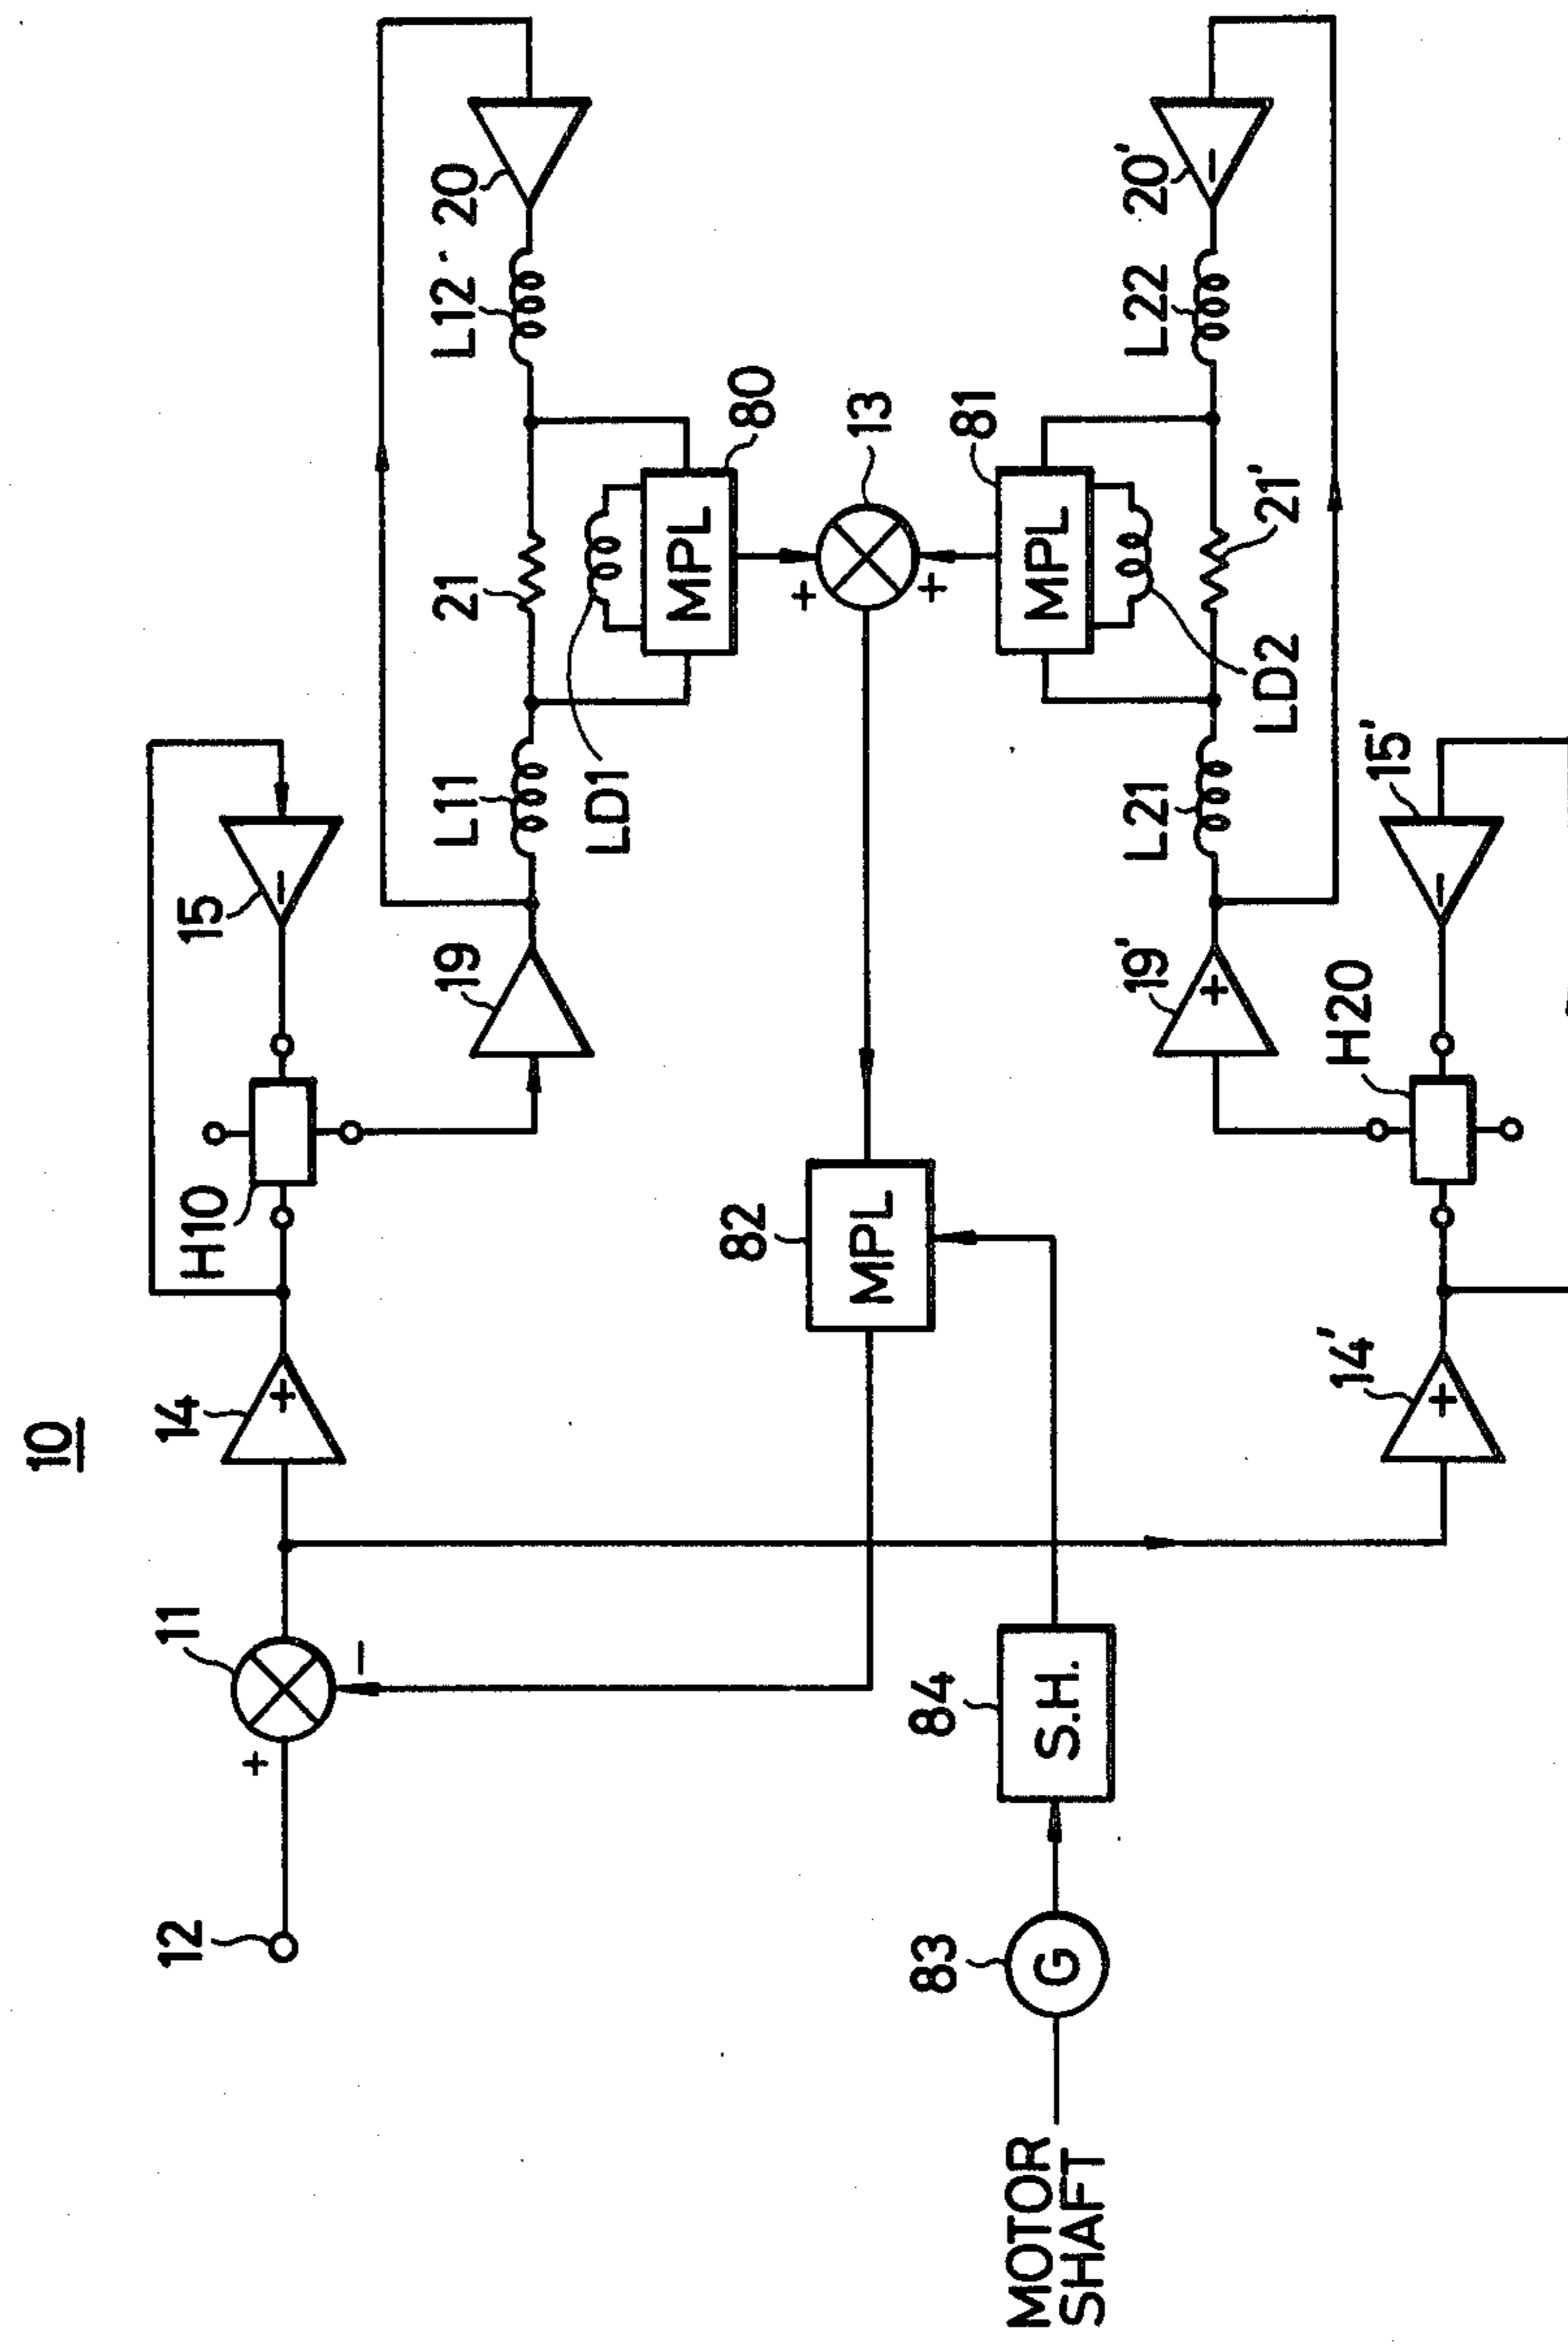 10
12
11
14
H10
15
19
L11
LD1
21
L12
20
80
MPL
13
82
MPL
81
MPL
LD2
21'
L21
L22
20'
19'
H20
15'
14'
84
S.H.
83
G
MOTOR
SHAFT
+
−
+
+
+
−
+
−
+
−
+